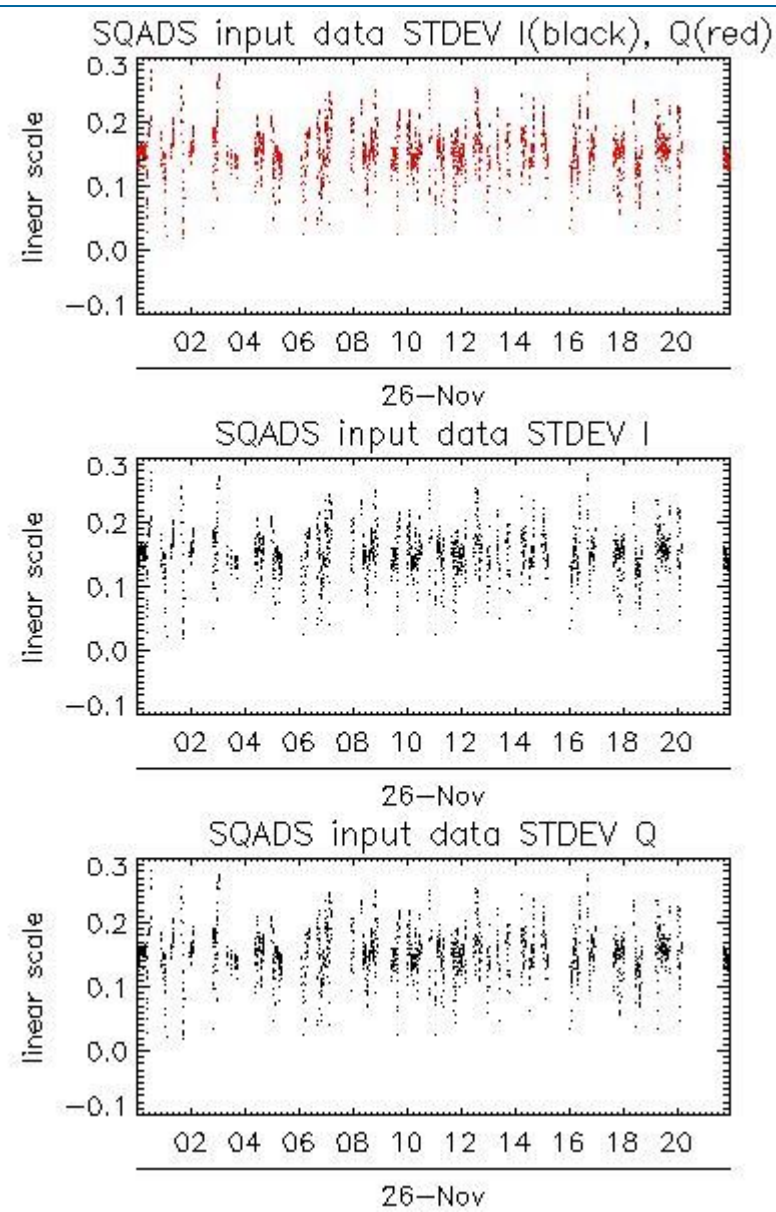 SQADS input data STDEV I(black), Q(red)
linear scale
0.3
0.2
0.1
0.0
−0.1
02 04 06 08 10 12 14 16 18 20
26−Nov
SQADS input data STDEV I
linear scale
0.3
0.2
0.1
0.0
−0.1
02 04 06 08 10 12 14 16 18 20
26−Nov
SQADS input data STDEV Q
linear scale
0.3
0.2
0.1
0.0
−0.1
02 04 06 08 10 12 14 16 18 20
26−Nov